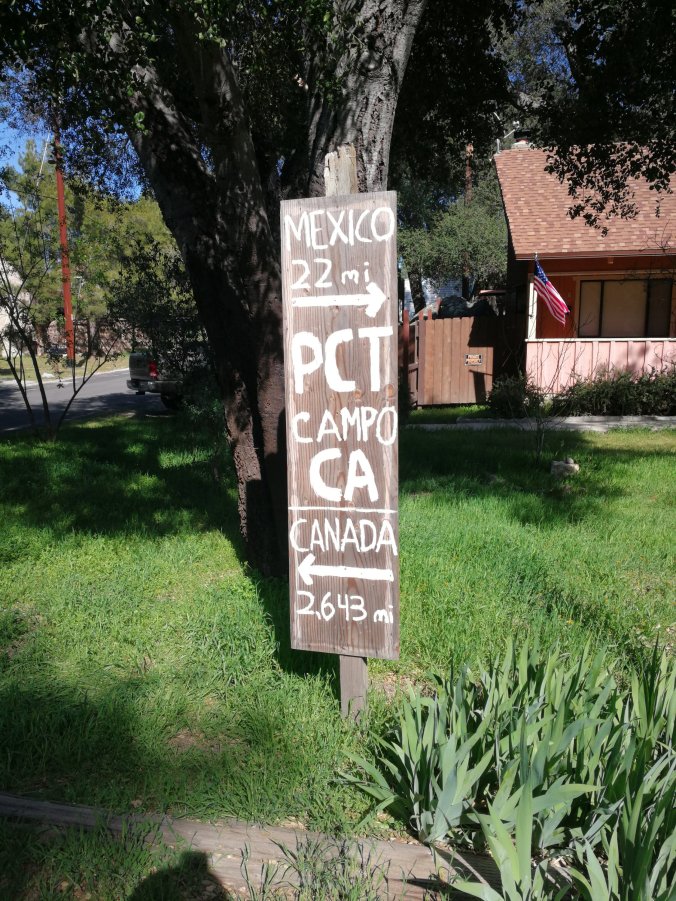 MEXICO
22 mi
→
PCT
CAMPO
CA
CANADA
←
2,643 mi